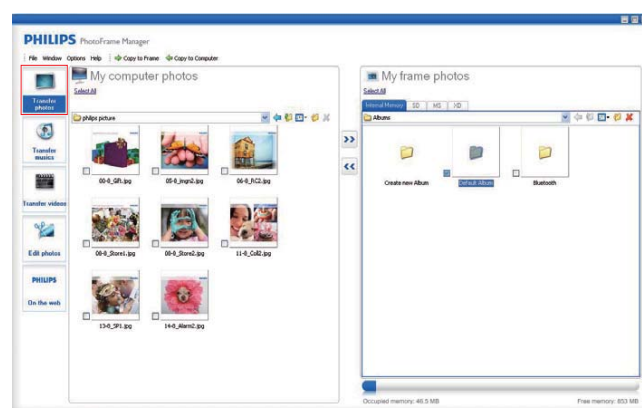 PHILIPS PhotoFrame Manager
File Window Options Help Copy to Frame Copy to Computer
Transfer photos
Transfer musics
Transfer videos
Edit photos
PHILIPS
On the web
My computer photos
Select All
philips picture
00-0_Gift.jpg 05-0_imgn2.jpg 06-0_RC2.jpg
08-0_Store1.jpg 08-0_Store2.jpg 11-0_Coll2.jpg
13-0_SP1.jpg 14-0_Alarm2.jpg
>>
<<
My frame photos
Select All
Internal Memory SD MS XD
Albums
Create new Album Default Album Bluetooth
Occupied memory: 46.5 MB Free memory: 853 MB